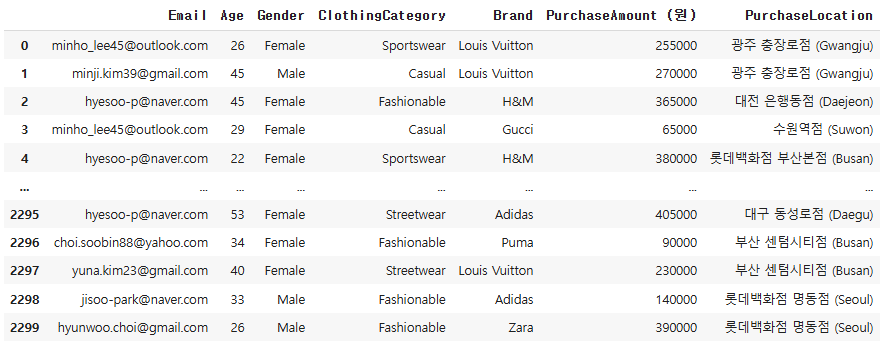 Email Age Gender ClothingCategory Brand PurchaseAmount (원) PurchaseLocation
0 minho_lee45@outlook.com 26 Female Sportswear Louis Vuitton 255000 광주 충장로점 (Gwangju)
1 minji.kim39@gmail.com 45 Male Casual Louis Vuitton 270000 광주 충장로점 (Gwangju)
2 hyesoo-p@naver.com 45 Female Fashionable H&M 365000 대전 은행동점 (Daejeon)
3 minho_lee45@outlook.com 29 Female Casual Gucci 65000 수원역점 (Suwon)
4 hyesoo-p@naver.com 22 Female Sportswear H&M 380000 롯데백화점 부산본점 (Busan)
... ... ... ... ... ... ... ...
2295 hyesoo-p@naver.com 53 Female Streetwear Adidas 405000 대구 동성로점 (Daegu)
2296 choi.soobin88@yahoo.com 34 Female Fashionable Puma 90000 부산 센텀시티점 (Busan)
2297 yuna.kim23@gmail.com 40 Female Streetwear Louis Vuitton 230000 부산 센텀시티점 (Busan)
2298 jisoo-park@naver.com 33 Male Fashionable Adidas 140000 롯데백화점 명동점 (Seoul)
2299 hyunwoo.choi@gmail.com 26 Male Fashionable Zara 390000 롯데백화점 명동점 (Seoul)